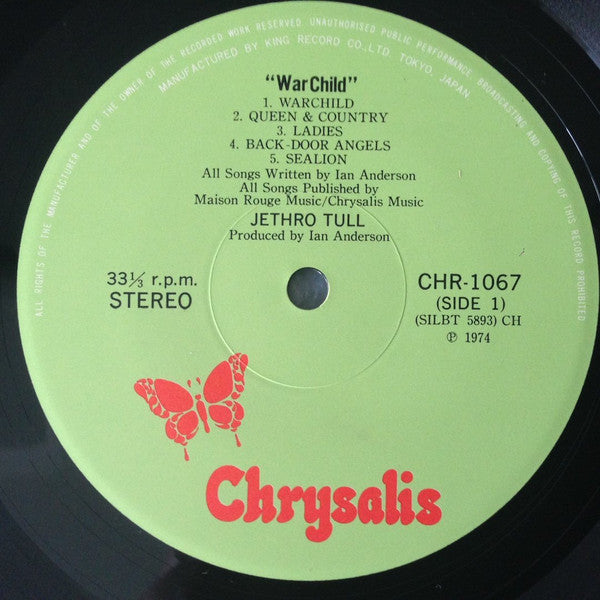 ALL RIGHTS OF THE MANUFACTURER AND OF THE OWNER OF THE RECORDED WORK RESERVED. UNAUTHORISED PUBLIC PERFORMANCE, BROADCASTING AND COPYING OF THIS RECORD PROHIBITED
MANUFACTURED BY KING RECORD CO., LTD. TOKYO, JAPAN
"WarChild"
1. WARCHILD
2. QUEEN & COUNTRY
3. LADIES
4. BACK-DOOR ANGELS
5. SEALION
All Songs Written by Ian Anderson
All Songs Published by
Maison Rouge Music/Chrysalis Music
JETHRO TULL
Produced by Ian Anderson
33⅓ r.p.m.
STEREO
CHR-1067
(SIDE 1)
(SILBT 5893) CH
℗ 1974
Chrysalis